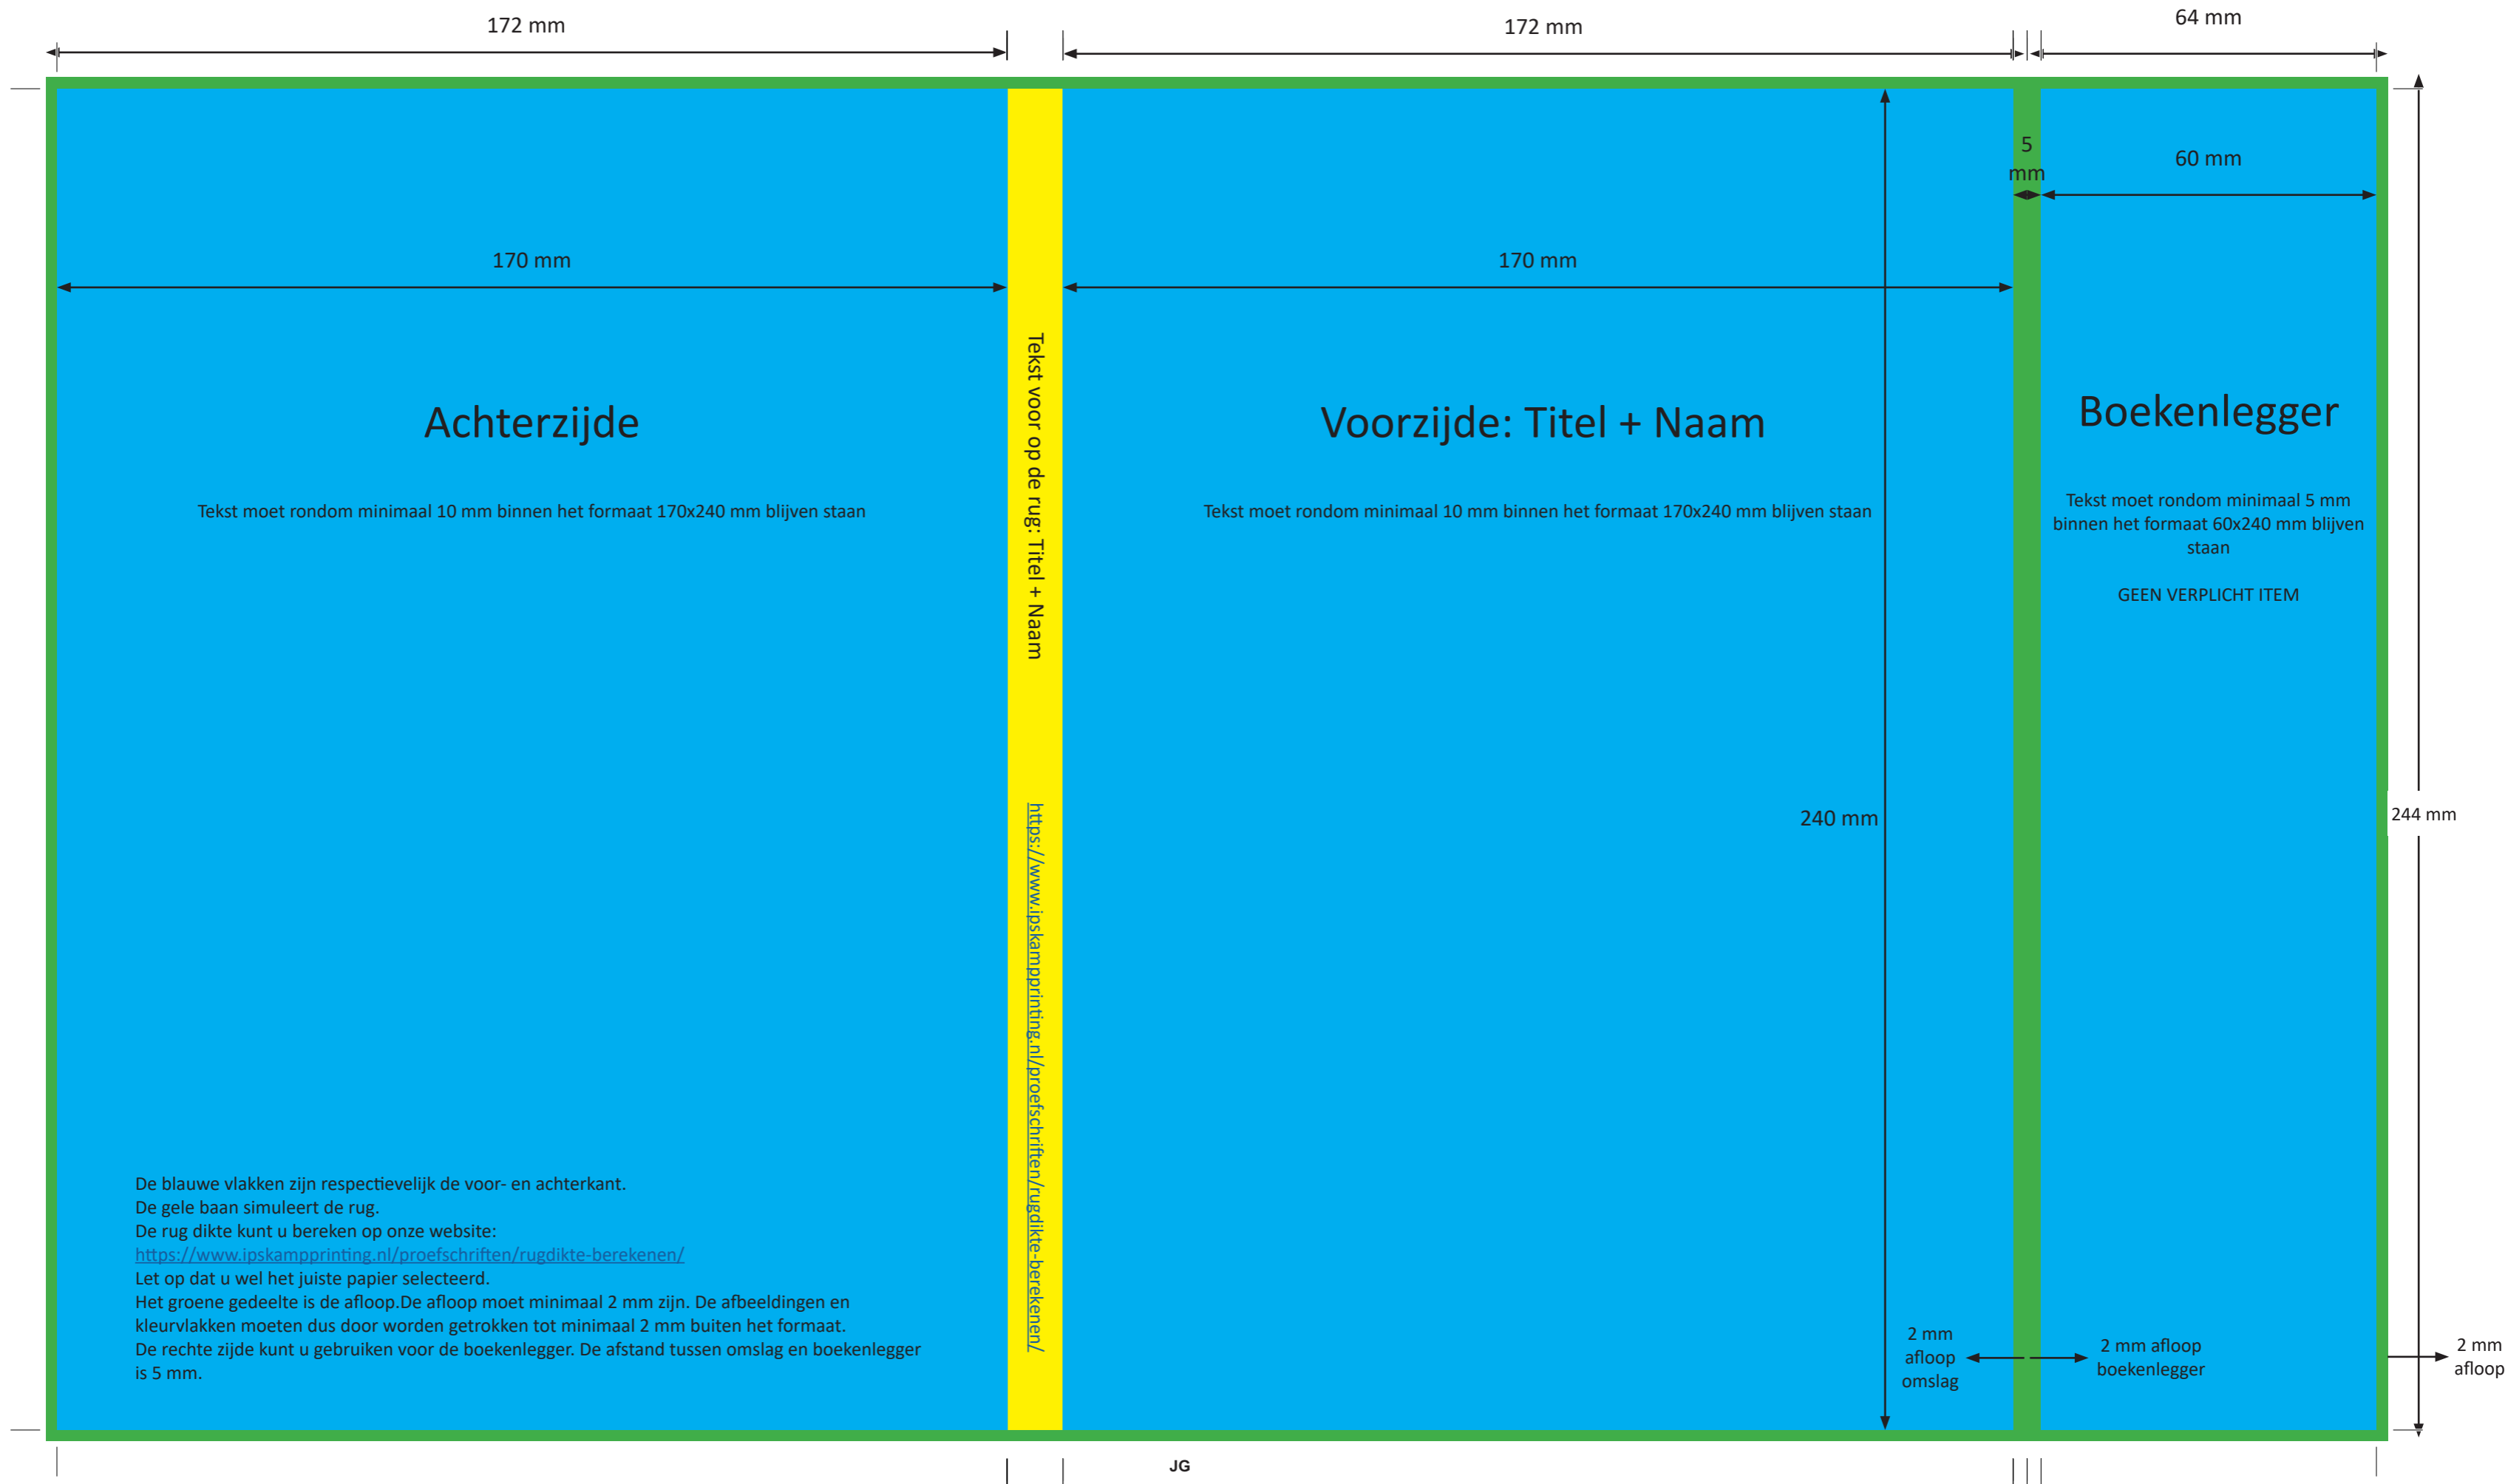 172 mm
172 mm
64 mm
5
mm
60 mm
170 mm
170 mm
Achterzijde
Tekst moet rondom minimaal 10 mm binnen het formaat 170x240 mm blijven staan
Tekst voor op de rug: Titel + Naam
https://www.ipskampprinting.nl/proefschriften/rugdikte-berekenen/
Voorzijde: Titel + Naam
Tekst moet rondom minimaal 10 mm binnen het formaat 170x240 mm blijven staan
Boekenlegger
Tekst moet rondom minimaal 5 mm
binnen het formaat 60x240 mm blijven
staan
GEEN VERPLICHT ITEM
240 mm
244 mm
De blauwe vlakken zijn respectievelijk de voor- en achterkant.
De gele baan simuleert de rug.
De rug dikte kunt u bereken op onze website:
https://www.ipskampprinting.nl/proefschriften/rugdikte-berekenen/
Let op dat u wel het juiste papier selecteerd.
Het groene gedeelte is de afloop.De afloop moet minimaal 2 mm zijn. De afbeeldingen en
kleurvlakken moeten dus door worden getrokken tot minimaal 2 mm buiten het formaat.
De rechte zijde kunt u gebruiken voor de boekenlegger. De afstand tussen omslag en boekenlegger
is 5 mm.
2 mm
afloop
omslag
2 mm afloop
boekenlegger
2 mm
afloop
JG